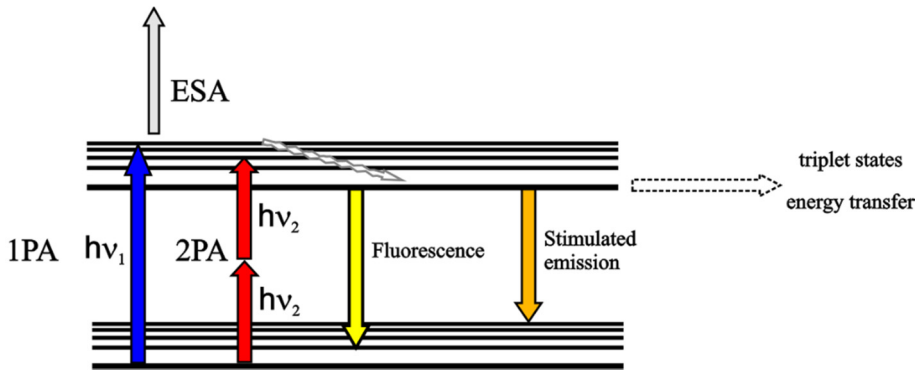 ESA
triplet states
energy transfer
1PA
hν₁
2PA
hν₂
hν₂
Fluorescence
Stimulated
emission